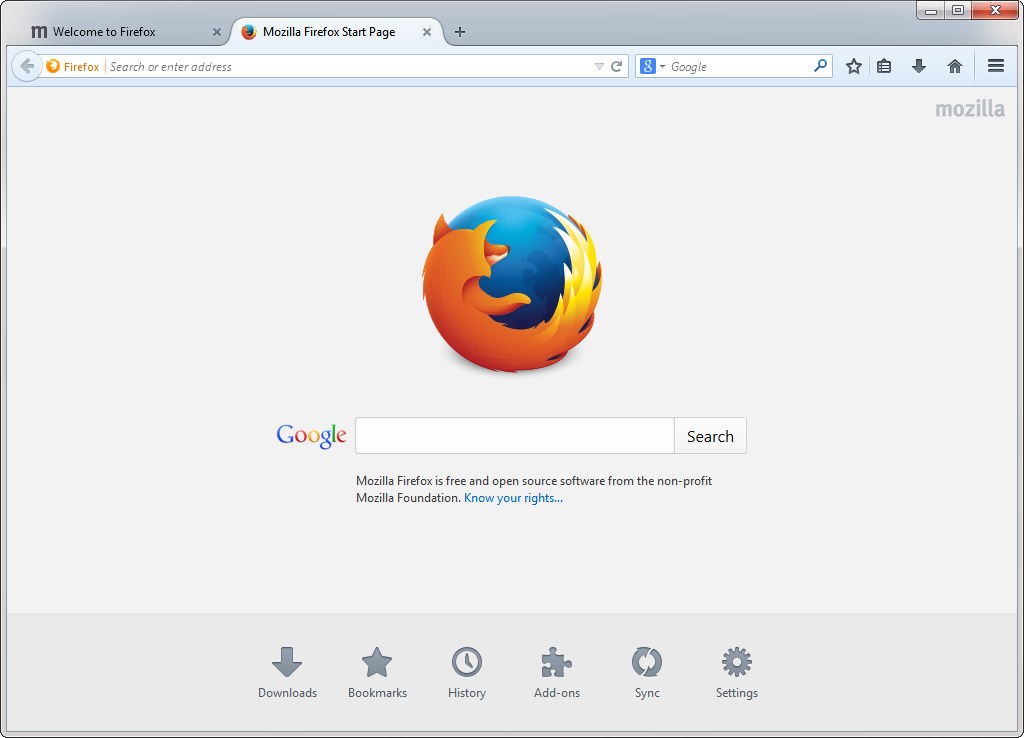 Welcome to Firefox
Mozilla Firefox Start Page
Firefox
Search or enter address
8
Google
mozilla
Google
Search
Mozilla Firefox is free and open source software from the non-profit
Mozilla Foundation. Know your rights...
Downloads
Bookmarks
History
Add-ons
Sync
Settings